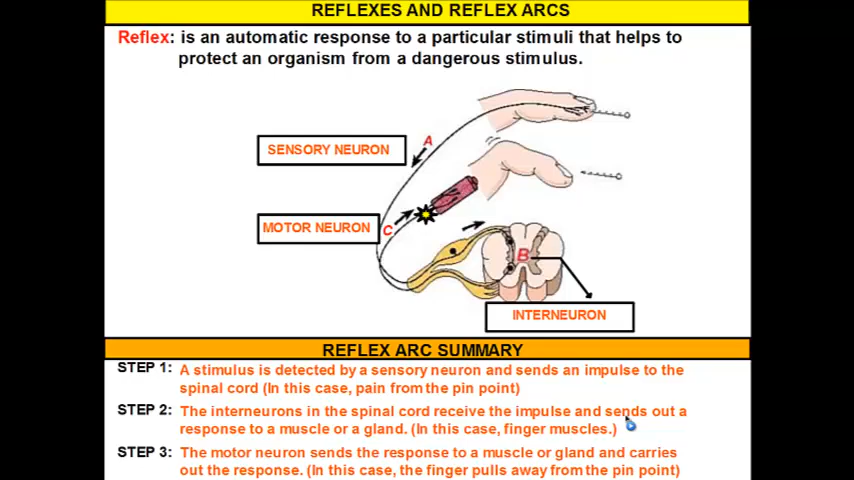 REFLEXES AND REFLEX ARCS
Reflex: is an automatic response to a particular stimuli that helps to
protect an organism from a dangerous stimulus.
A
SENSORY NEURON
MOTOR NEURON
C
B
INTERNEURON
REFLEX ARC SUMMARY
STEP 1: A stimulus is detected by a sensory neuron and sends an impulse to the
spinal cord (In this case, pain from the pin point)
STEP 2: The interneurons in the spinal cord receive the impulse and sends out a
response to a muscle or a gland. (In this case, finger muscles.)
STEP 3: The motor neuron sends the response to a muscle or gland and carries
out the response. (In this case, the finger pulls away from the pin point)